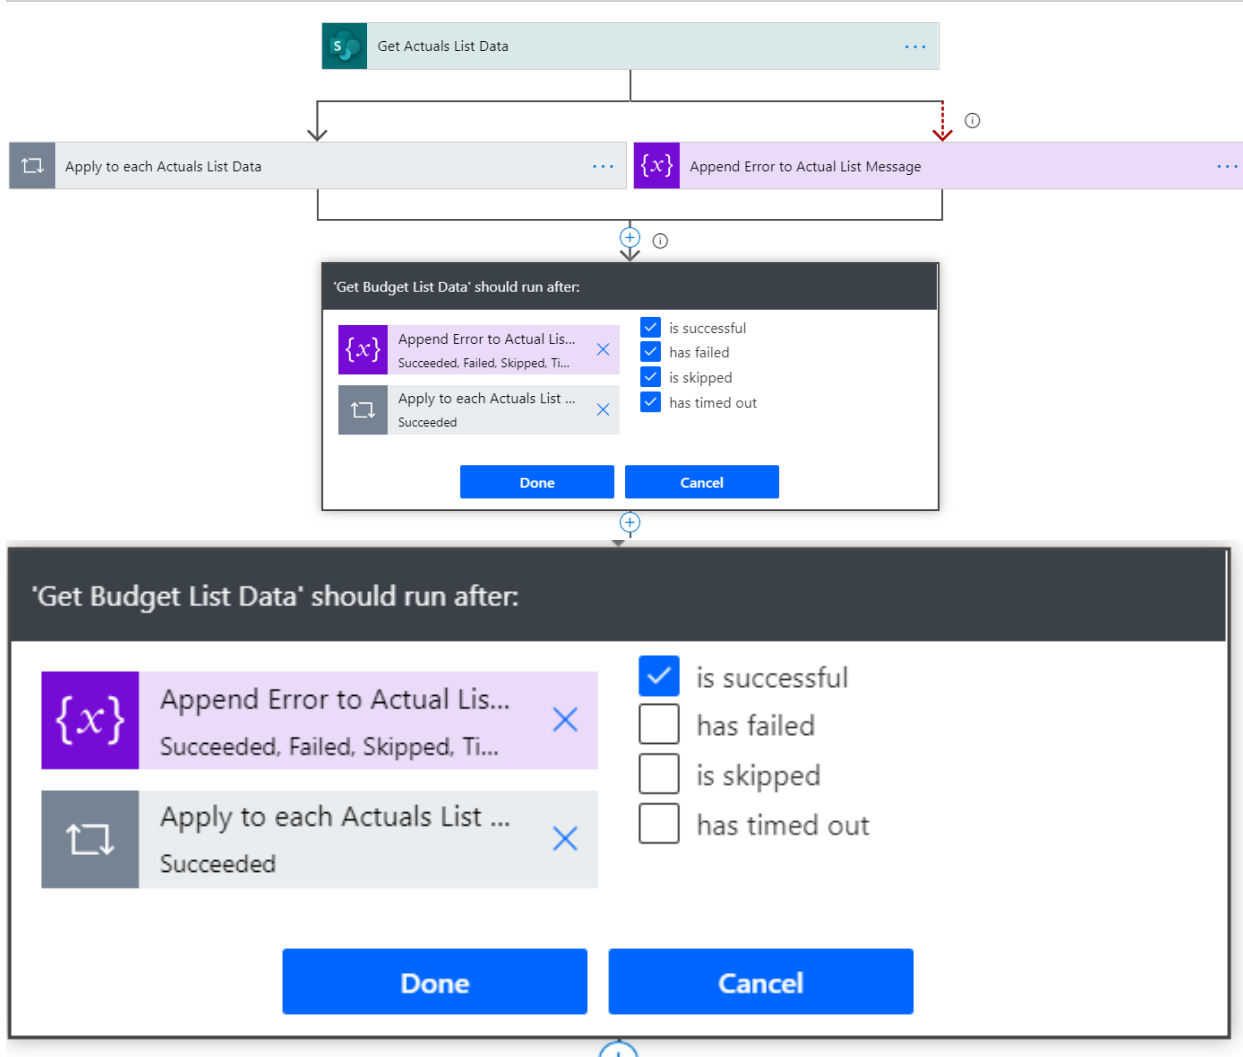 S
Get Actuals List Data
...
Apply to each Actuals List Data
...
{x}
Append Error to Actual List Message
...
'Get Budget List Data' should run after:
{x}
Append Error to Actual Lis...
Succeeded, Failed, Skipped, Ti...
Apply to each Actuals List ...
Succeeded
is successful
has failed
is skipped
has timed out
Done
Cancel
'Get Budget List Data' should run after:
{x}
Append Error to Actual Lis...
Succeeded, Failed, Skipped, Ti...
Apply to each Actuals List ...
Succeeded
is successful
has failed
is skipped
has timed out
Done
Cancel